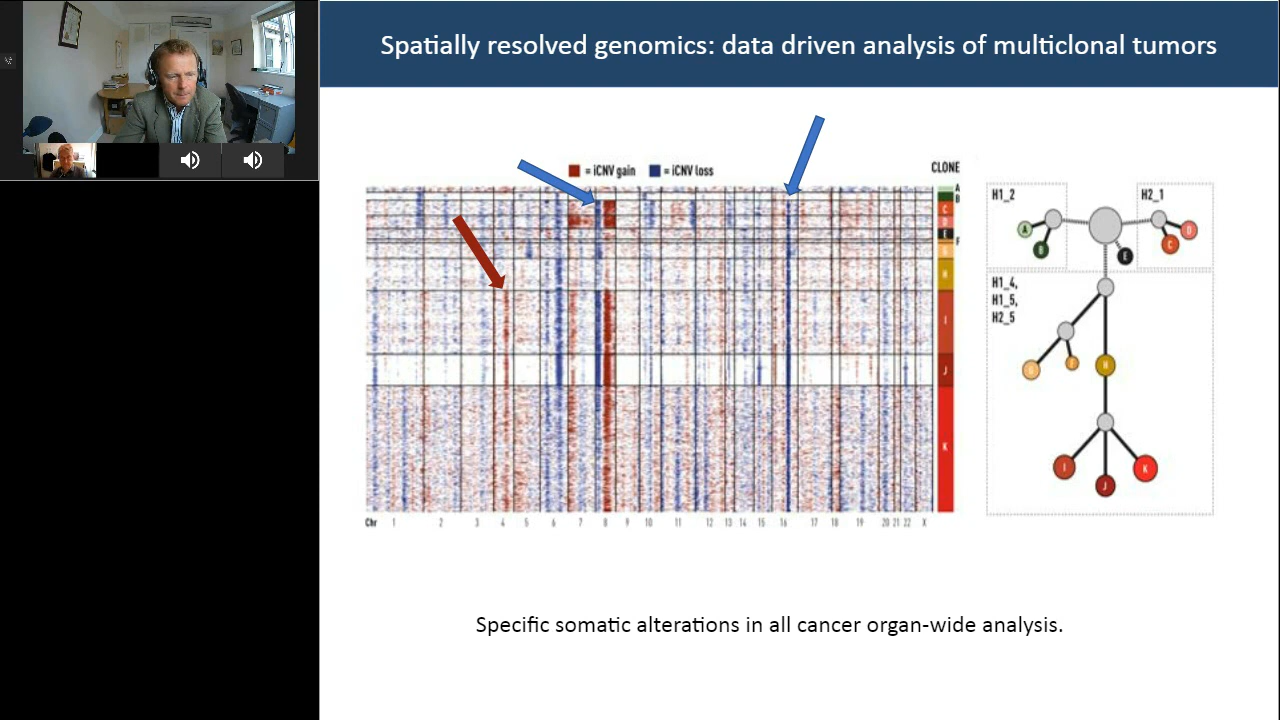 Spatially resolved genomics: data driven analysis of multiclonal tumors
= iCNV gain = iCNV loss
CLONE
A
B
C
D
E
F
G
H
I
J
K
Chr 1 2 3 4 5 6 7 8 9 10 11 12 13 14 15 16 17 18 19 20 21 22 X
H1_2
H2_1
A
B
E
C
D
H1_4,
H1_5,
H2_5
G
F
H
I
J
K
Specific somatic alterations in all cancer organ-wide analysis.